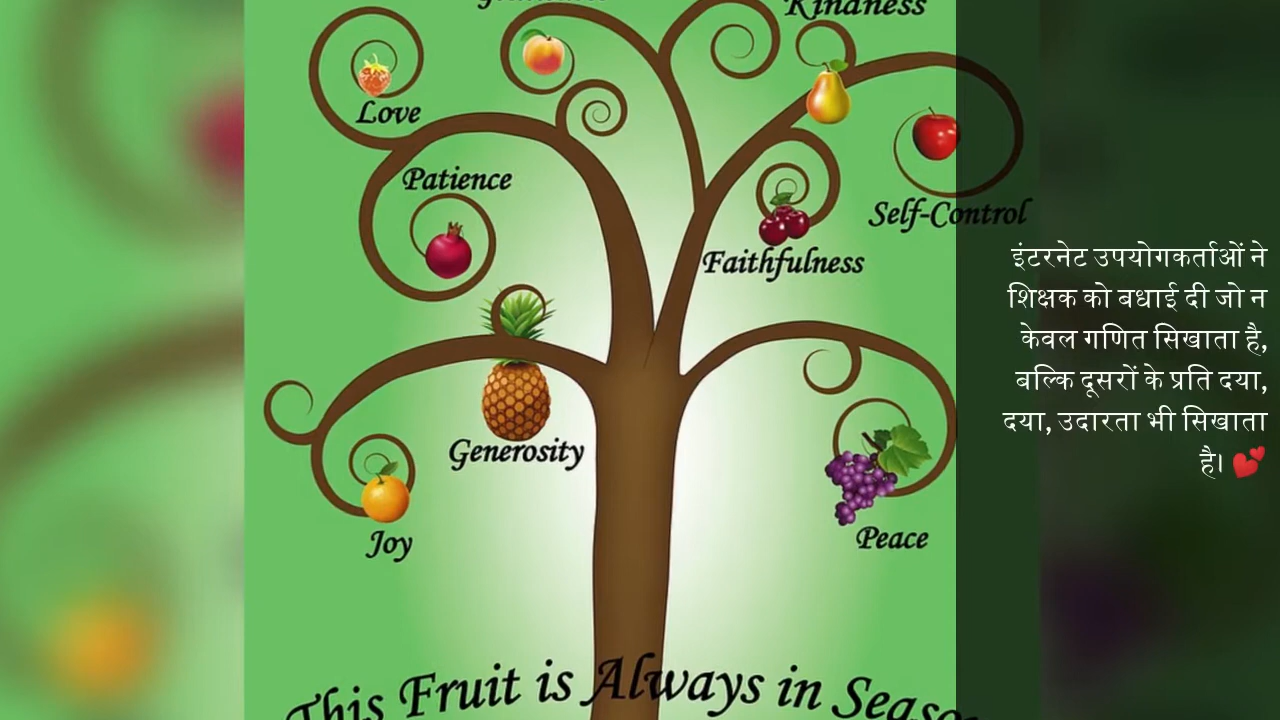 Kindness
Love
Patience
Self-Control
Faithfulness
Generosity
Joy
Peace
This Fruit is Always in
इंटरनेट उपयोगकर्ताओं ने
शिक्षक को बधाई दी जो न
केवल गणित सिखाता है,
बल्कि दूसरों के प्रति दया,
दया, उदारता भी सिखाता
है। 💕